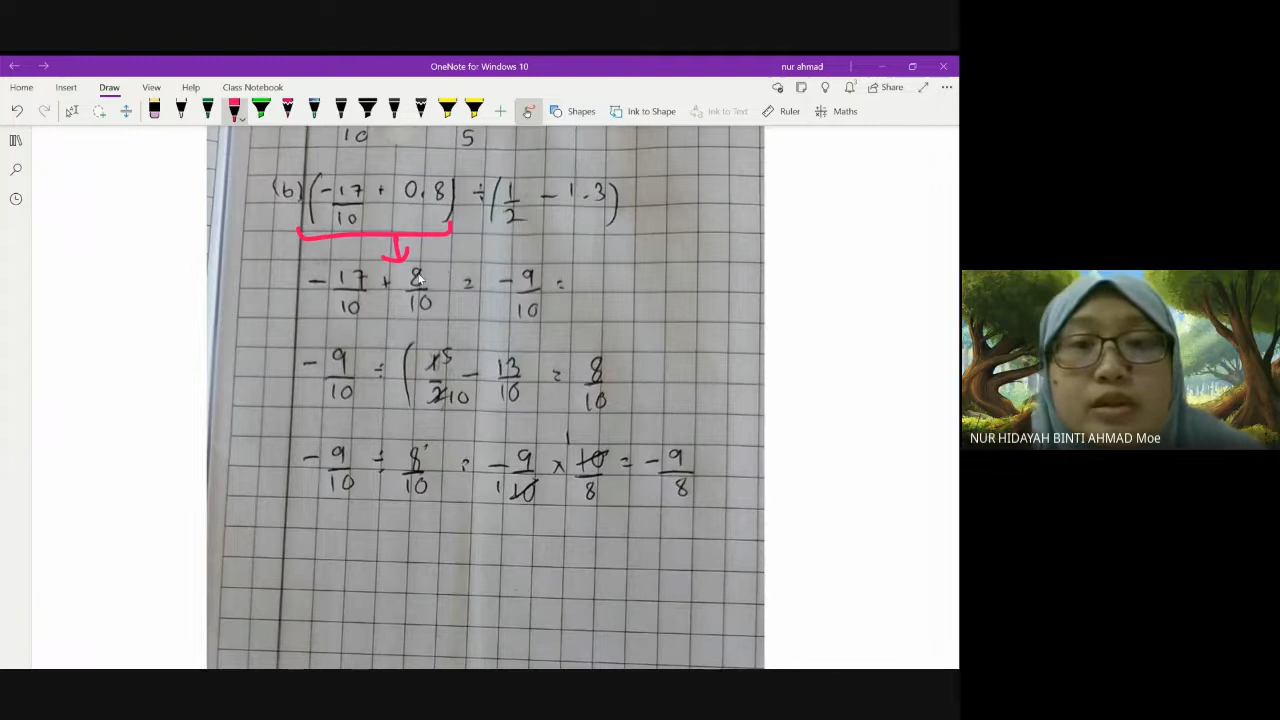 OneNote for Windows 10
nur ahmad
Home Insert Draw View Help Class Notebook
Share
Shapes Ink to Shape Ink to Text Ruler Maths
10 5
(b) (-17/10 + 0.8) ÷ (1/2 - 1.3)
- 17/10 + 8/10 = - 9/10 =
- 9/10 ÷ (15/210 - 13/10 = 8/10
- 9/10 ÷ 8/10 = - 9/10 × 10/8 = - 9/8
NUR HIDAYAH BINTI AHMAD Moe